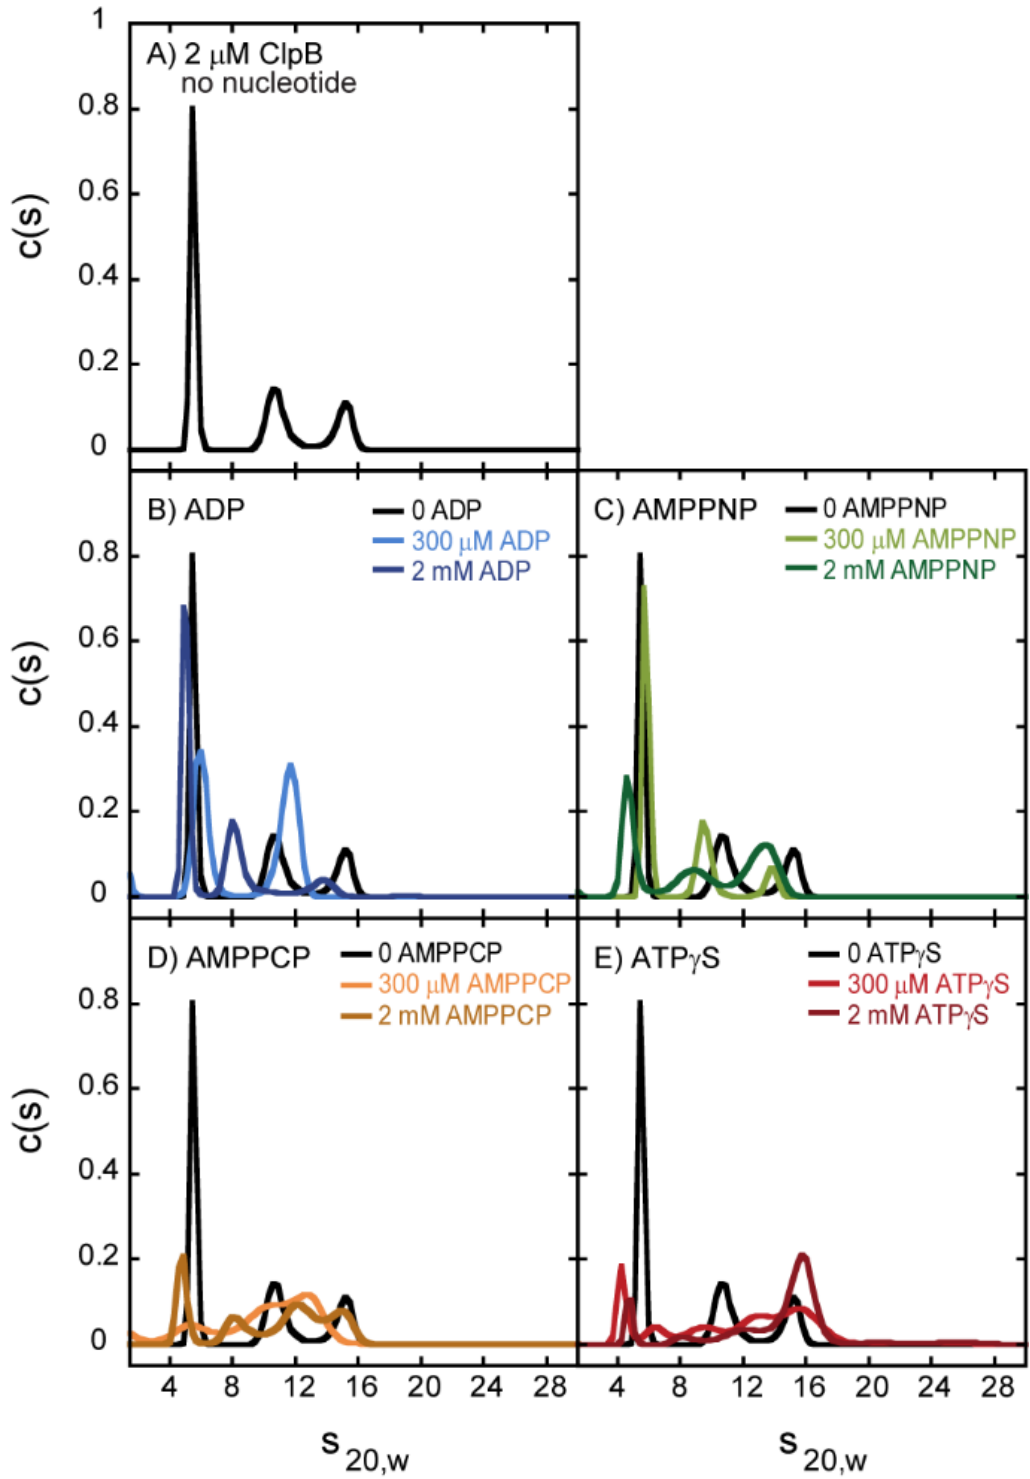 1
A) 2 μM ClpB
no nucleotide
0.8
0.6
c(s)
0.4
0.2
0
B) ADP
0 ADP
300 μM ADP
2 mM ADP
C) AMPPNP
0 AMPPNP
300 μM AMPPNP
2 mM AMPPNP
0.8
0.6
c(s)
0.4
0.2
0
D) AMPPCP
0 AMPPCP
300 μM AMPPCP
2 mM AMPPCP
E) ATPγS
0 ATPγS
300 μM ATPγS
2 mM ATPγS
0.8
0.6
c(s)
0.4
0.2
0
4 8 12 16 20 24 28
4 8 12 16 20 24 28
s 20,w
s 20,w